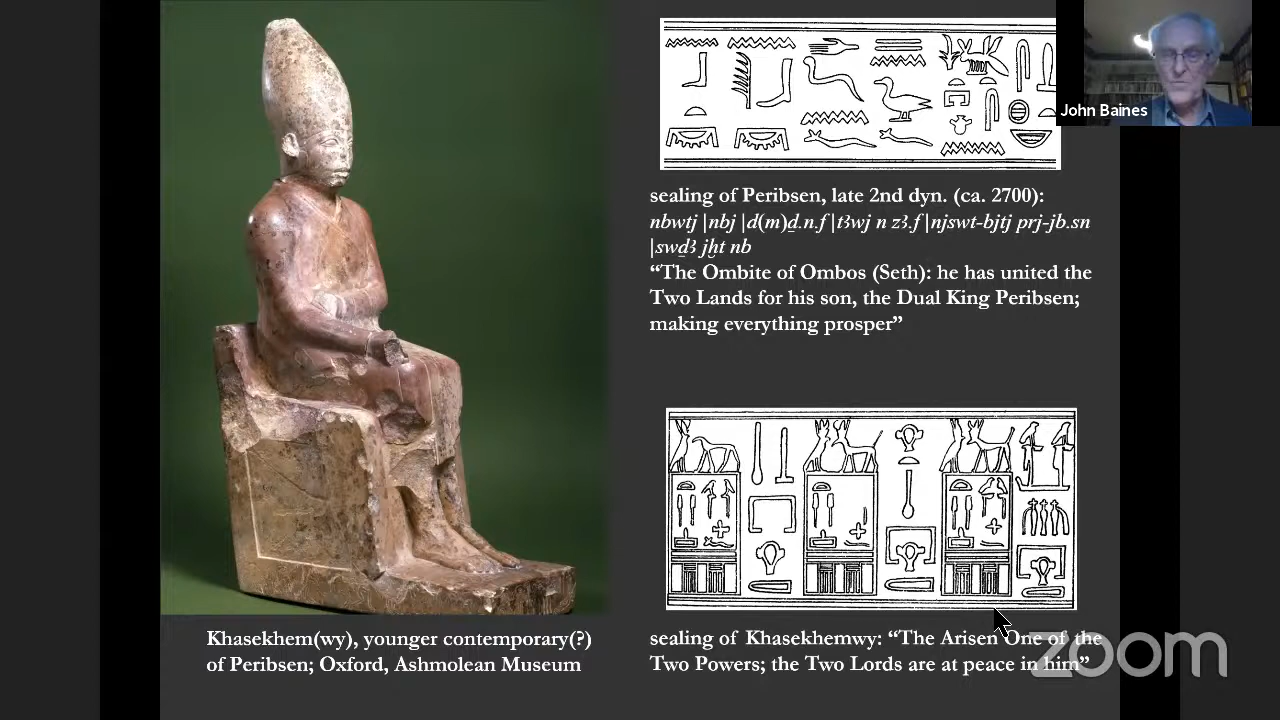 John Baines
sealing of Peribsen, late 2nd dyn. (ca. 2700):
nbwtj |nbj |d(m)ḏ.n.f |tꜣwj n zꜣ.f |njswt-bjtj prj-jb.sn
|swḏꜣ jḫt nb
“The Ombite of Ombos (Seth): he has united the
Two Lands for his son, the Dual King Peribsen;
making everything prosper”
Khasekhem(wy), younger contemporary(?)
of Peribsen; Oxford, Ashmolean Museum
sealing of Khasekhemwy: “The Arisen One of the
Two Powers; the Two Lords are at peace in him”
zoom